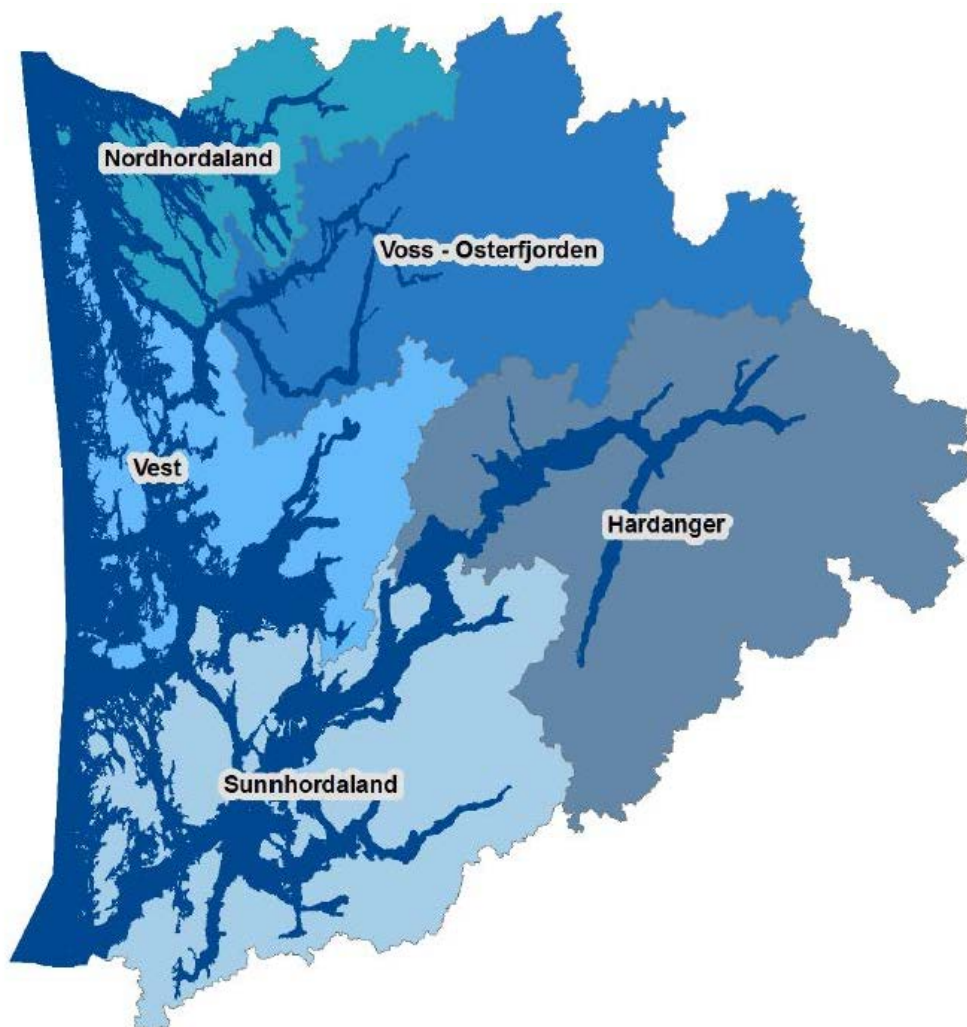 Nordhordaland
Voss - Osterfjorden
Vest
Hardanger
Sunnhordaland